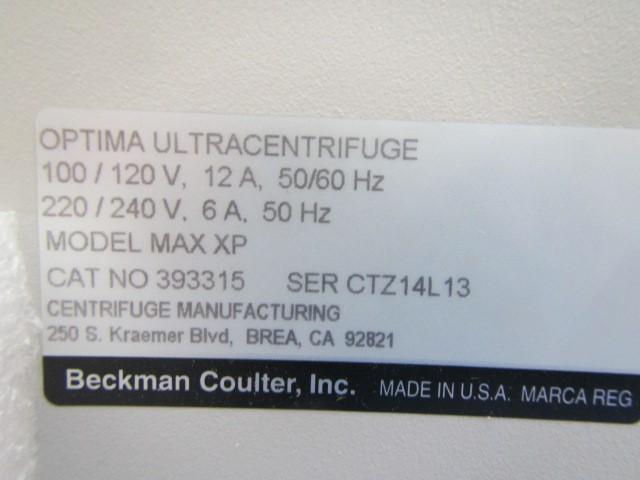 OPTIMA ULTRACENTRIFUGE
100 / 120 V, 12 A, 50/60 Hz
220 / 240 V, 6 A, 50 Hz
MODEL MAX XP
CAT NO 393315 SER CTZ14L13
CENTRIFUGE MANUFACTURING
250 S. Kraemer Blvd, BREA, CA 92821
Beckman Coulter, Inc. MADE IN U.S.A. MARCA REG